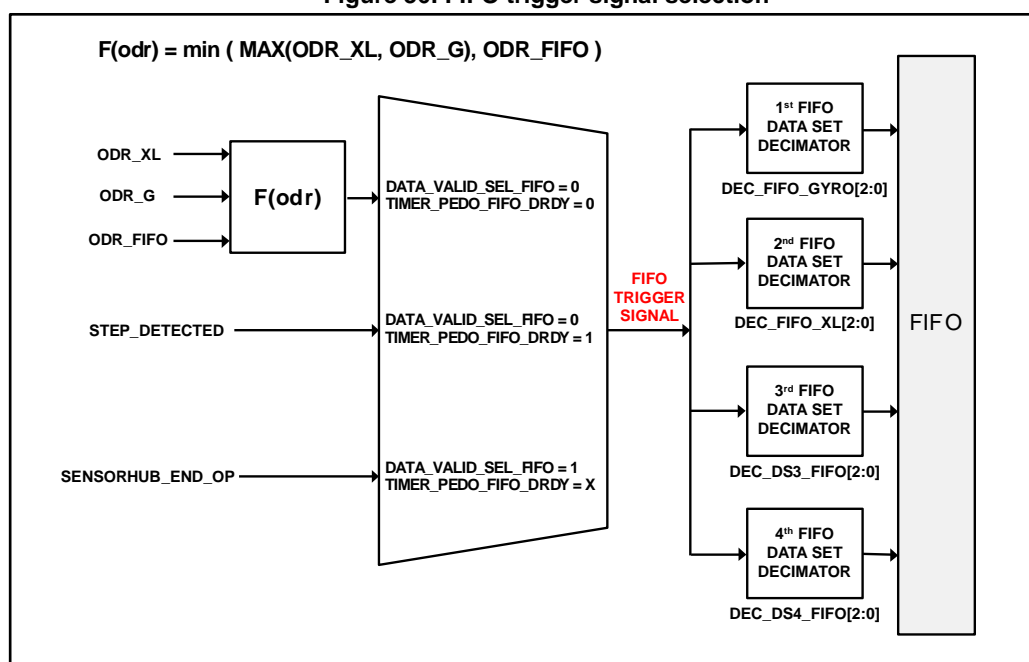 F(odr) = min ( MAX(ODR_XL, ODR_G), ODR_FIFO )
ODR_XL
ODR_G
ODR_FIFO
F(odr)
DATA_VALID_SEL_FIFO = 0
TIMER_PEDO_FIFO_DRDY = 0
STEP_DETECTED
DATA_VALID_SEL_FIFO = 0
TIMER_PEDO_FIFO_DRDY = 1
SENSORHUB_END_OP
DATA_VALID_SEL_FIFO = 1
TIMER_PEDO_FIFO_DRDY = X
FIFO
TRIGGER
SIGNAL
1st FIFO
DATA SET
DECIMATOR
DEC_FIFO_GYRO[2:0]
2nd FIFO
DATA SET
DECIMATOR
DEC_FIFO_XL[2:0]
3rd FIFO
DATA SET
DECIMATOR
DEC_DS3_FIFO[2:0]
4th FIFO
DATA SET
DECIMATOR
DEC_DS4_FIFO[2:0]
FIFO